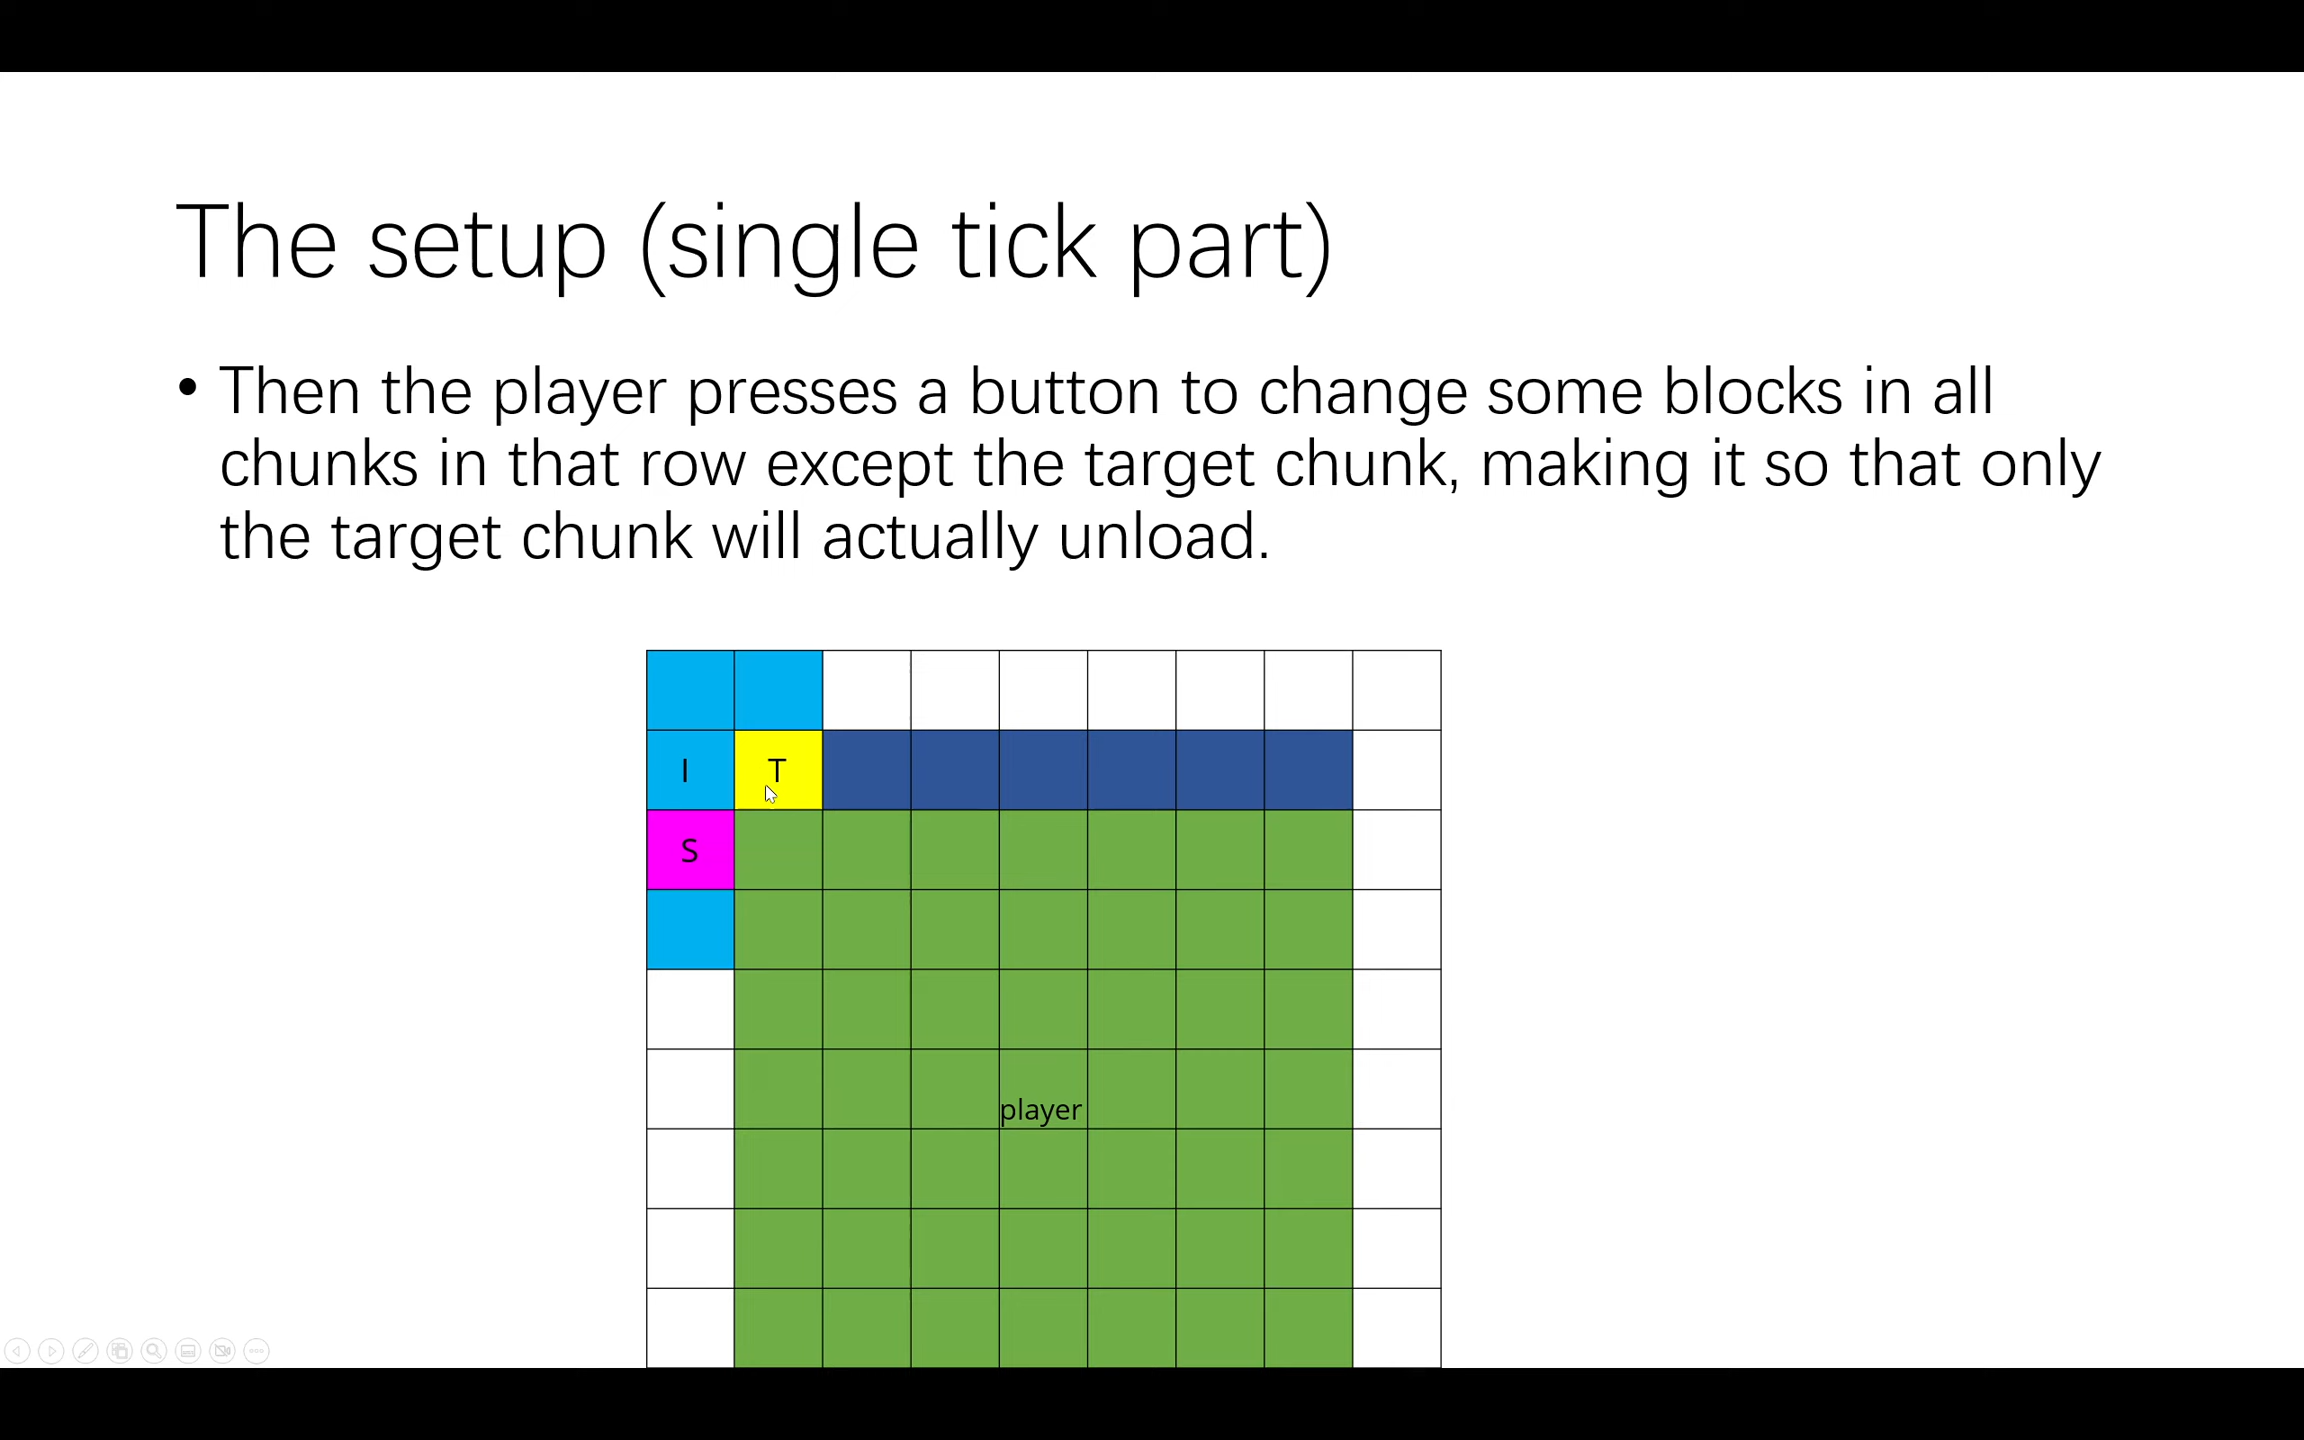 The setup (single tick part)
• Then the player presses a button to change some blocks in all
chunks in that row except the target chunk, making it so that only
the target chunk will actually unload.
I
T
S
player